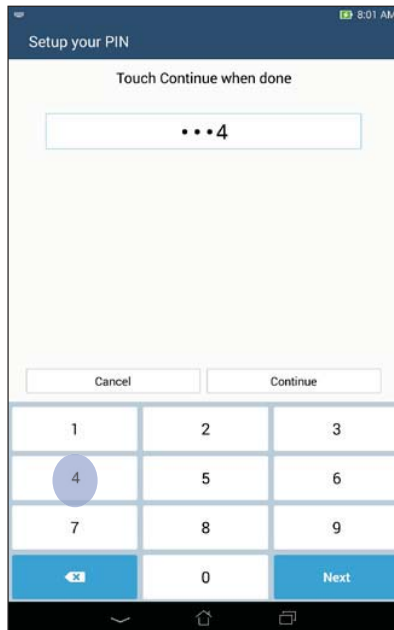 8:01 AM
Setup your PIN
Touch Continue when done
•••4
Cancel Continue
1 2 3
4 5 6
7 8 9
0 Next